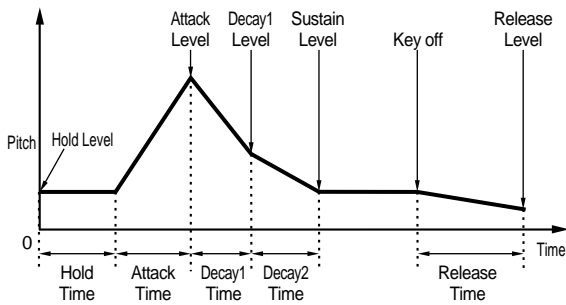 Attack Level
Decay1 Level
Sustain Level
Key off
Release Level
Pitch
Hold Level
0
Time
Hold Time
Attack Time
Decay1 Time
Decay2 Time
Release Time